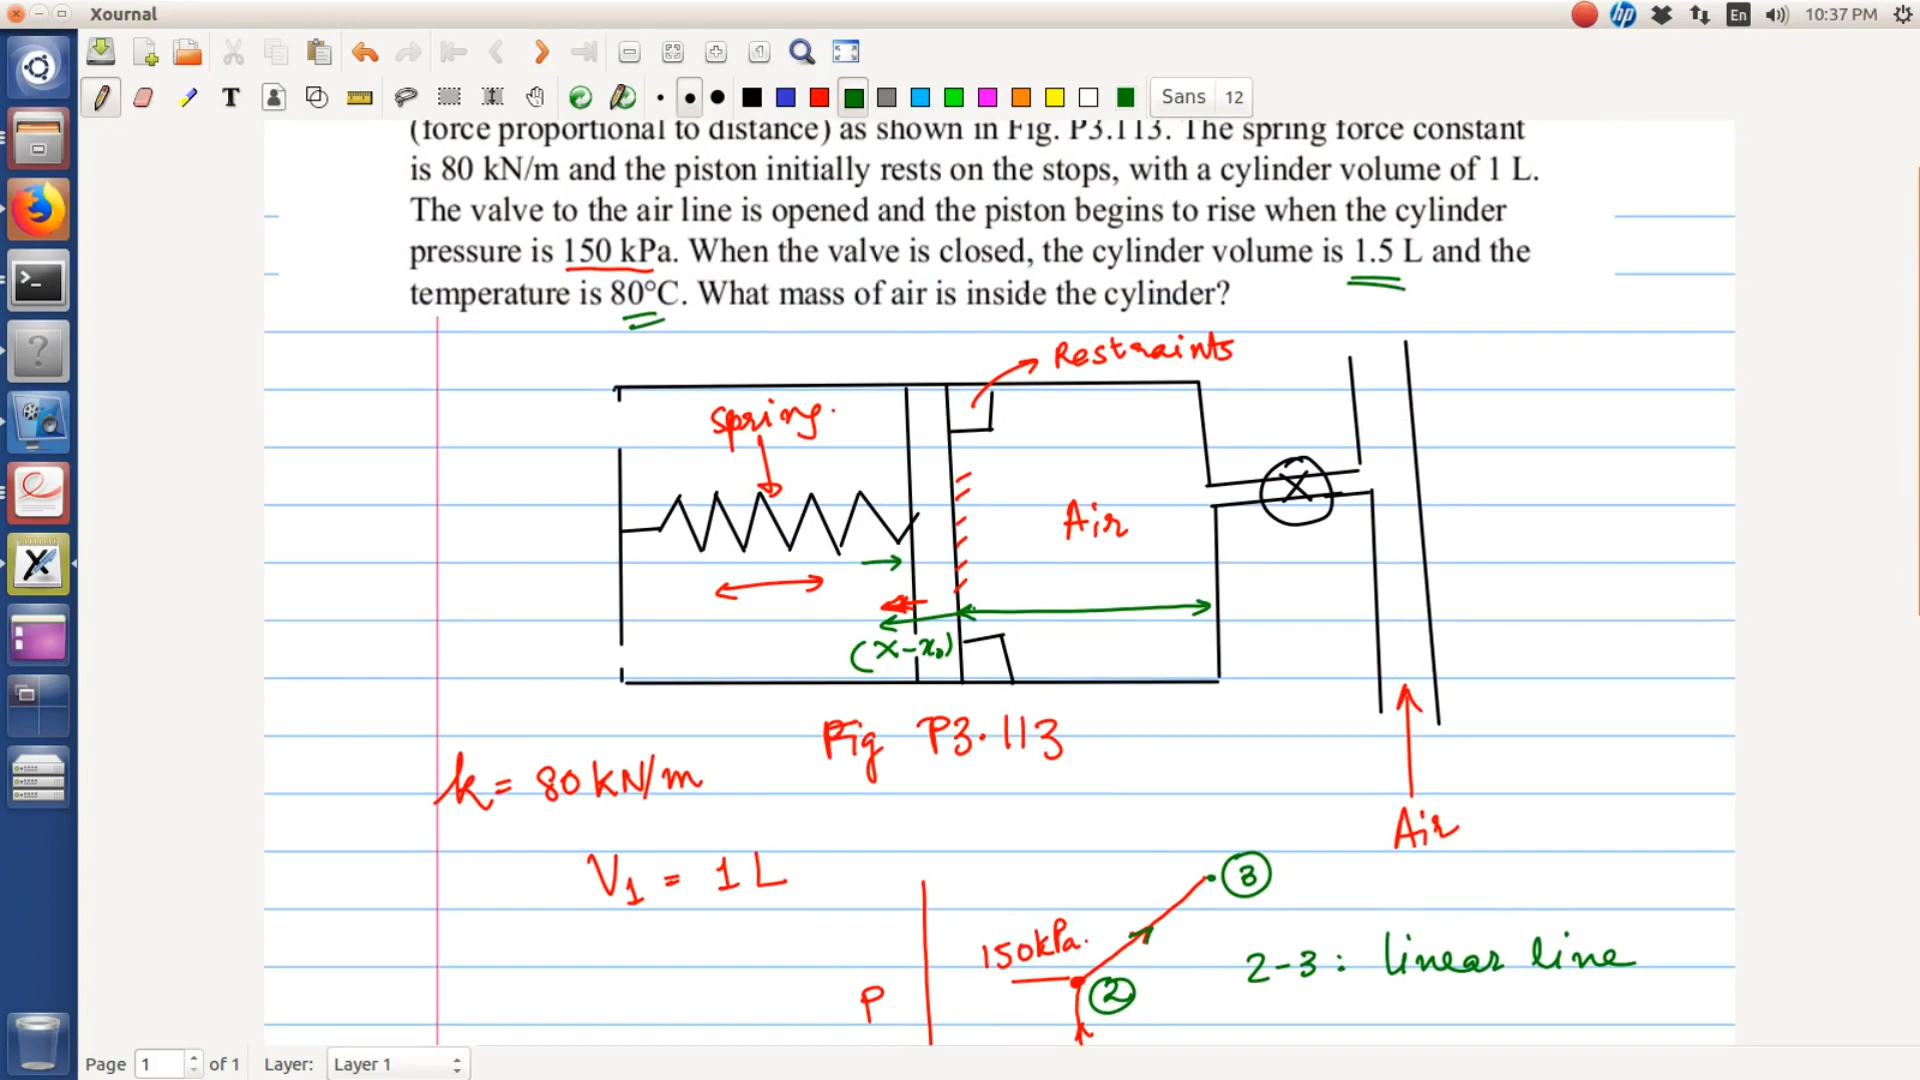 Xournal
En
10:37 PM
Sans 12
(force proportional to distance) as shown in Fig. P3.113. The spring force constant
is 80 kN/m and the piston initially rests on the stops, with a cylinder volume of 1 L.
The valve to the air line is opened and the piston begins to rise when the cylinder
pressure is 150 kPa. When the valve is closed, the cylinder volume is 1.5 L and the
temperature is 80°C. What mass of air is inside the cylinder?
Restraints
Spring.
Air
(x-x₀)
Fig P3.113
k = 80 kN/m
Air
V₁ = 1 L
3
150kPa.
2-3: linear line
2
P
Page 1 of 1 Layer: Layer 1